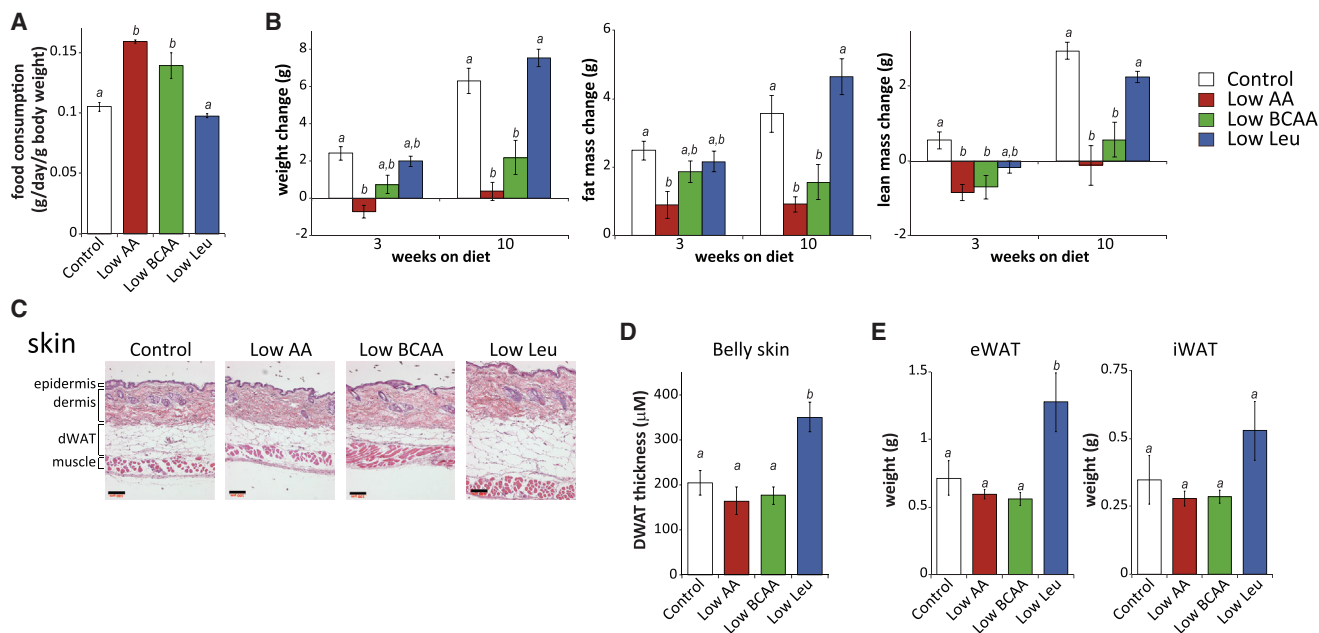 A
food consumption
(g/day/g body weight)
0.15
0.1
0.05
0
a
b
b
a
Control
Low AA
Low BCAA
Low Leu
B
weight change (g)
8
6
4
2
0
-2
a
b
a,b
a,b
a
b
b
a
3
10
weeks on diet
fat mass change (g)
6
4
2
0
a
b
a,b
a,b
a
b
b
a
3
10
weeks on diet
lean mass change (g)
2
0
-2
a
b
b
a,b
a
b
b
a
3
10
weeks on diet
Control
Low AA
Low BCAA
Low Leu
C
skin
Control
Low AA
Low BCAA
Low Leu
epidermis
dermis
dWAT
muscle
D
Belly skin
DWAT thickness (μM)
400
300
200
100
0
a
a
a
b
Control
Low AA
Low BCAA
Low Leu
E
eWAT
weight (g)
1.5
1
0.5
0
a
a
a
b
Control
Low AA
Low BCAA
Low Leu
iWAT
weight (g)
0.75
0.5
0.25
0
a
a
a
a
Control
Low AA
Low BCAA
Low Leu